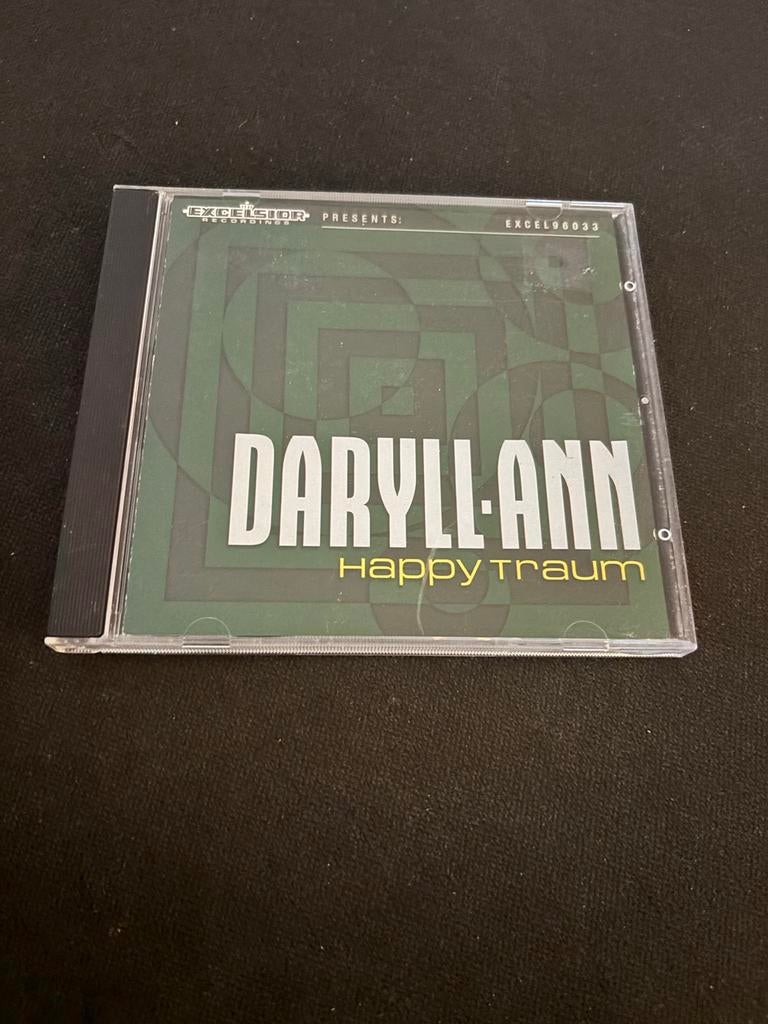 EXCELSIOR
RECORDINGS
PRESENTS:
EXCEL96033
DARYLL·ANN
Happy Traum